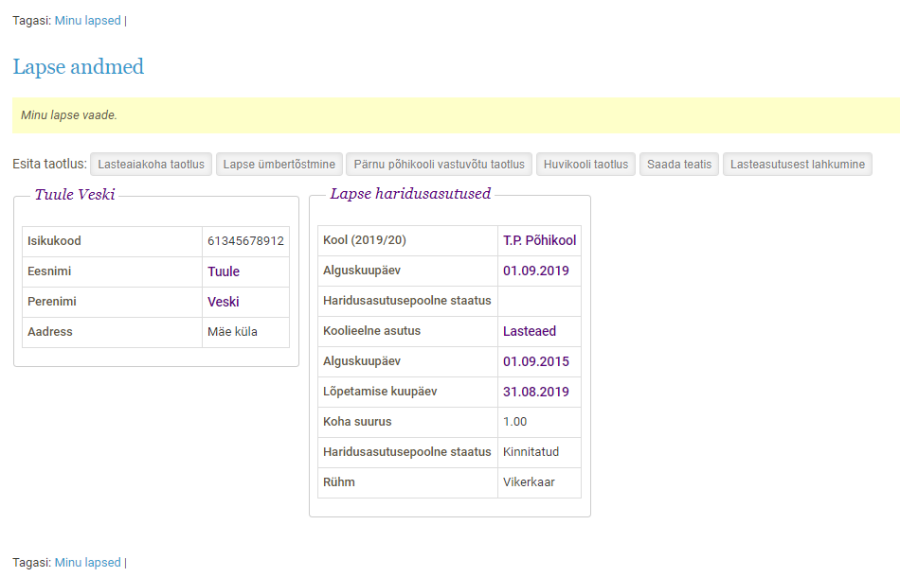 Tagasi: Minu lapsed |
Lapse andmed
Minu lapse vaade.
Esita taotlus: Lasteaiakoha taotlus Lapse ümbertõstmine Pärnu põhikooli vastuvõtu taotlus Huvikooli taotlus Saada teatis Lasteasutusest lahkumine
Tuule Veski
Isikukood 61345678912
Eesnimi Tuule
Perenimi Veski
Aadress Mäe küla
Lapse haridusasutused
Kool (2019/20) T.P. Põhikool
Alguskuupäev 01.09.2019
Haridusasutusepoolne staatus
Koolieelne asutus Lasteaed
Alguskuupäev 01.09.2015
Lõpetamise kuupäev 31.08.2019
Koha suurus 1.00
Haridusasutusepoolne staatus Kinnitatud
Rühm Vikerkaar
Tagasi: Minu lapsed |